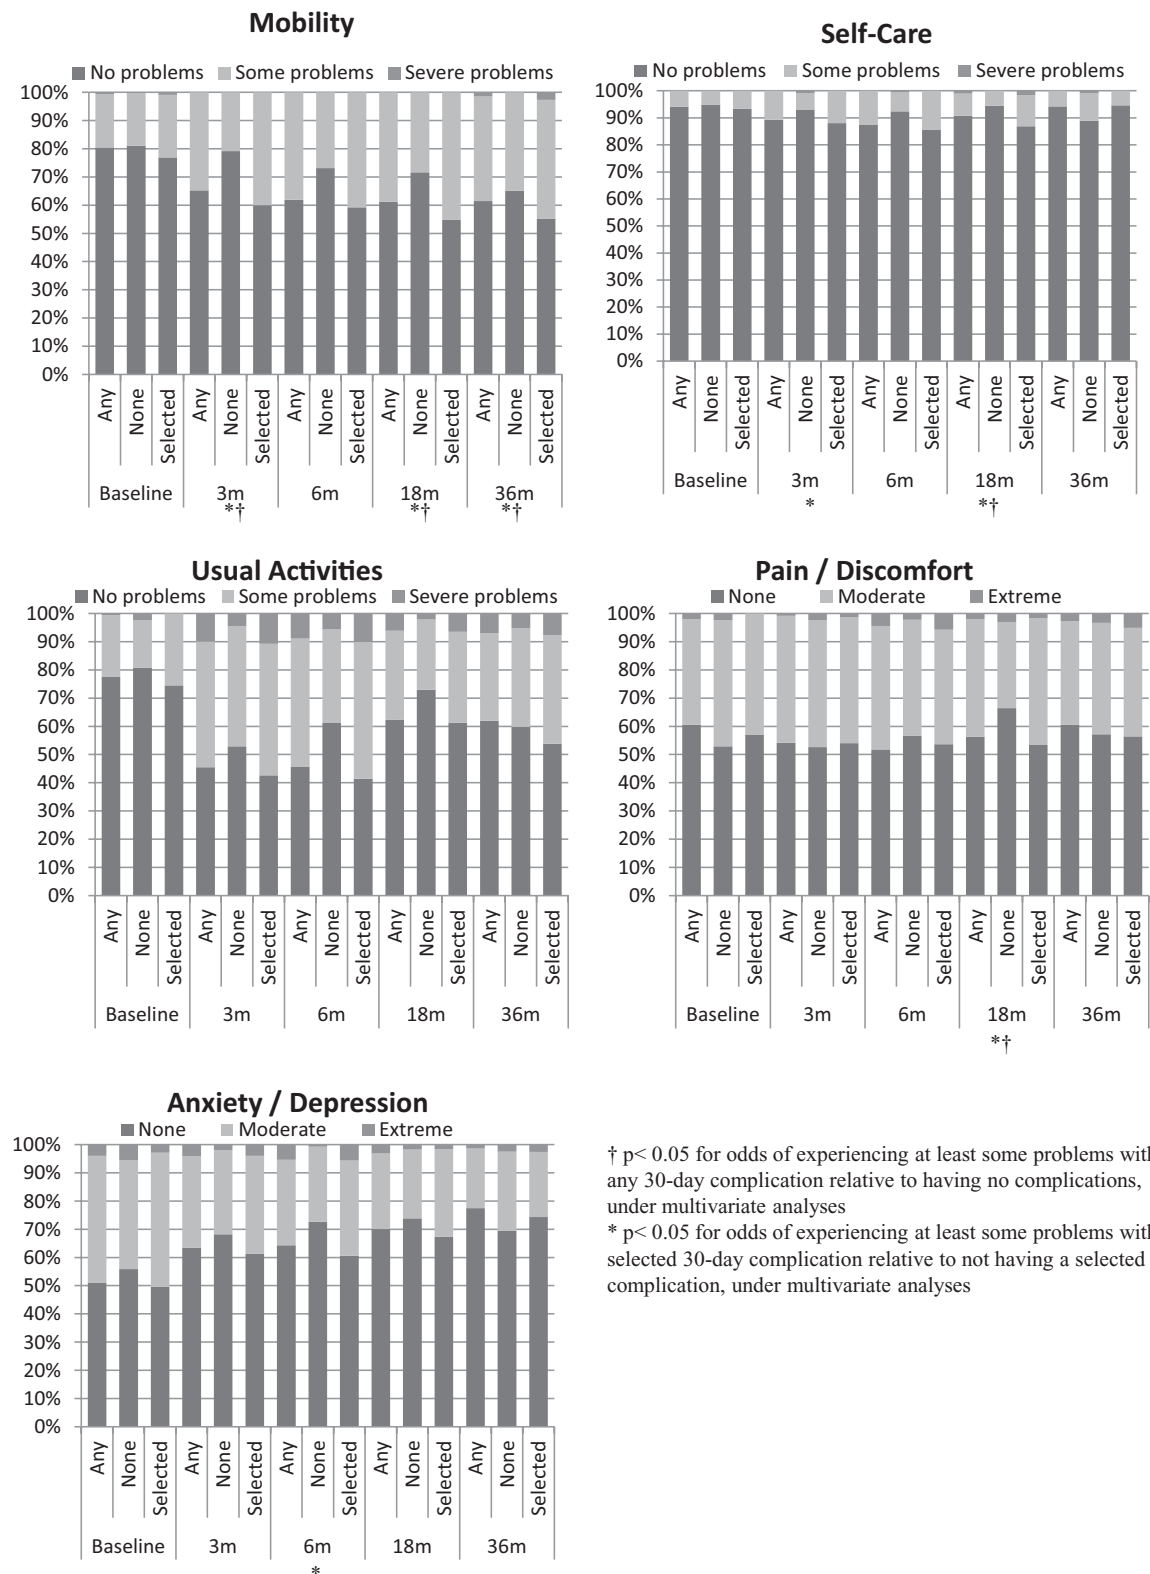 Mobility
No problems Some problems Severe problems
100%
90%
80%
70%
60%
50%
40%
30%
20%
10%
0%
Any None Selected Any None Selected Any None Selected Any None Selected Any None Selected
Baseline 3m 6m 18m 36m
*† *† *†
Self-Care
No problems Some problems Severe problems
100%
90%
80%
70%
60%
50%
40%
30%
20%
10%
0%
Any None Selected Any None Selected Any None Selected Any None Selected Any None Selected
Baseline 3m 6m 18m 36m
* *†
Usual Activities
No problems Some problems Severe problems
100%
90%
80%
70%
60%
50%
40%
30%
20%
10%
0%
Any None Selected Any None Selected Any None Selected Any None Selected Any None Selected
Baseline 3m 6m 18m 36m
Pain / Discomfort
None Moderate Extreme
100%
90%
80%
70%
60%
50%
40%
30%
20%
10%
0%
Any None Selected Any None Selected Any None Selected Any None Selected Any None Selected
Baseline 3m 6m 18m 36m
*†
Anxiety / Depression
None Moderate Extreme
100%
90%
80%
70%
60%
50%
40%
30%
20%
10%
0%
Any None Selected Any None Selected Any None Selected Any None Selected Any None Selected
Baseline 3m 6m 18m 36m
*
† p< 0.05 for odds of experiencing at least some problems with
any 30-day complication relative to having no complications,
under multivariate analyses
* p< 0.05 for odds of experiencing at least some problems with
selected 30-day complication relative to not having a selected
complication, under multivariate analyses